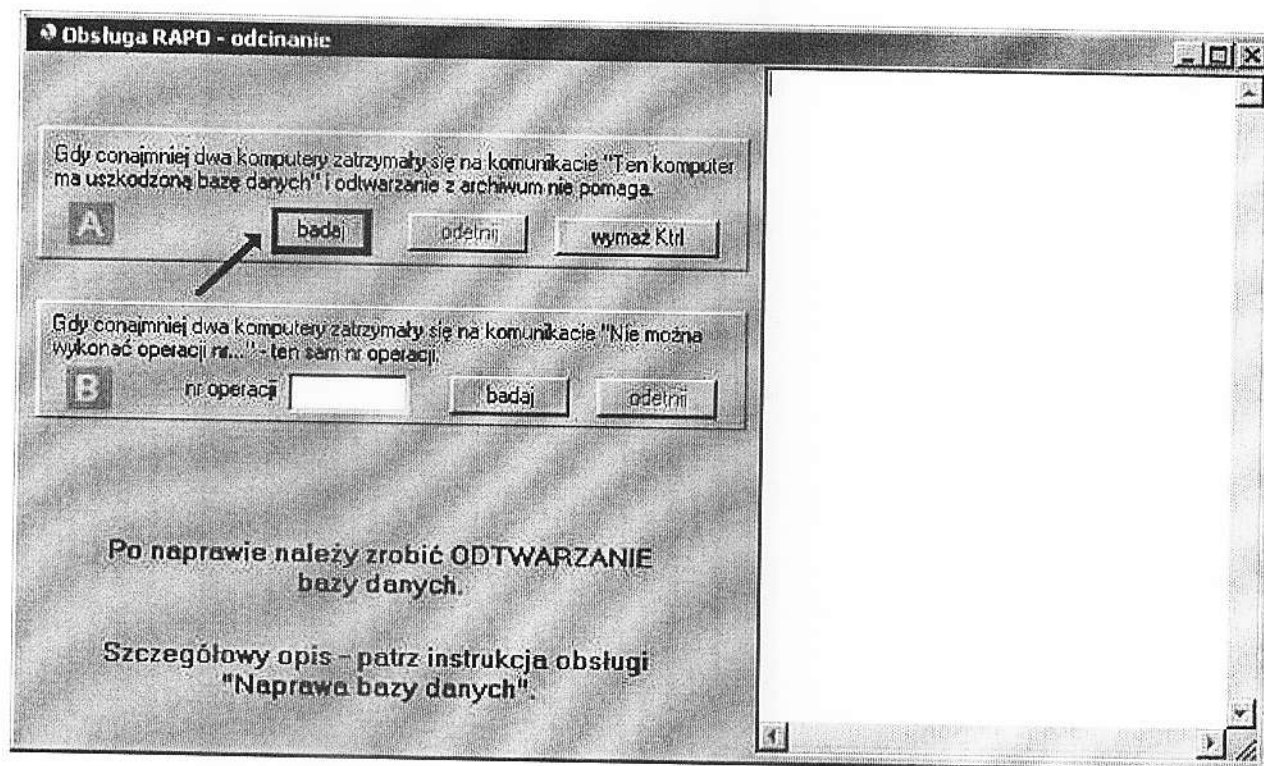 Obsługa RAPO - odcinanie
Gdy conajmniej dwa komputery zatrzymały się na komunikacie "Ten komputer
ma uszkodzoną bazę danych" i odtwarzanie z archiwum nie pomaga.
A
badaj
odetnij
wymaż Ktrl
Gdy conajmniej dwa komputery zatrzymały się na komunikacie "Nie można
wykonać operacji nr..." - ten sam nr operacji.
B
nr operacji
badaj
odetnij
Po naprawie należy zrobić ODTWARZANIE
bazy danych.
Szczegółowy opis - patrz instrukcja obsługi
"Naprawa bazy danych".